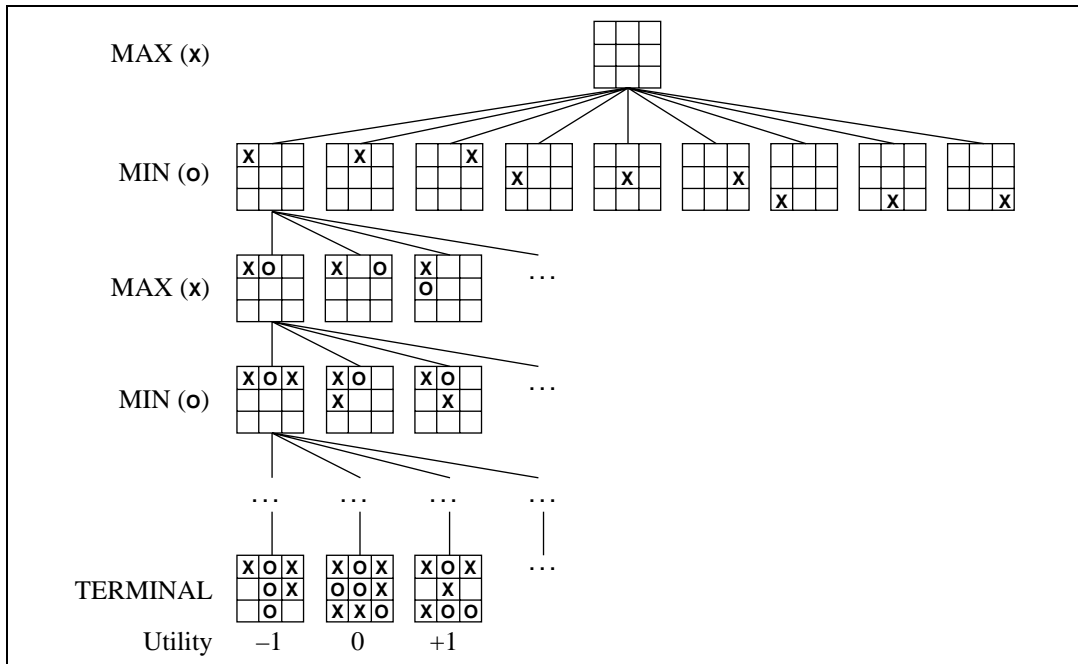 MAX (X)
MIN (O)
X X X X X X X X X
MAX (X)
X O X O X
O
...
MIN (O)
X O X X O X O
X X
...
... ... ... ...
TERMINAL
X O X X O X X O X
O X O O X X
O X X O X O O
...
Utility –1 0 +1